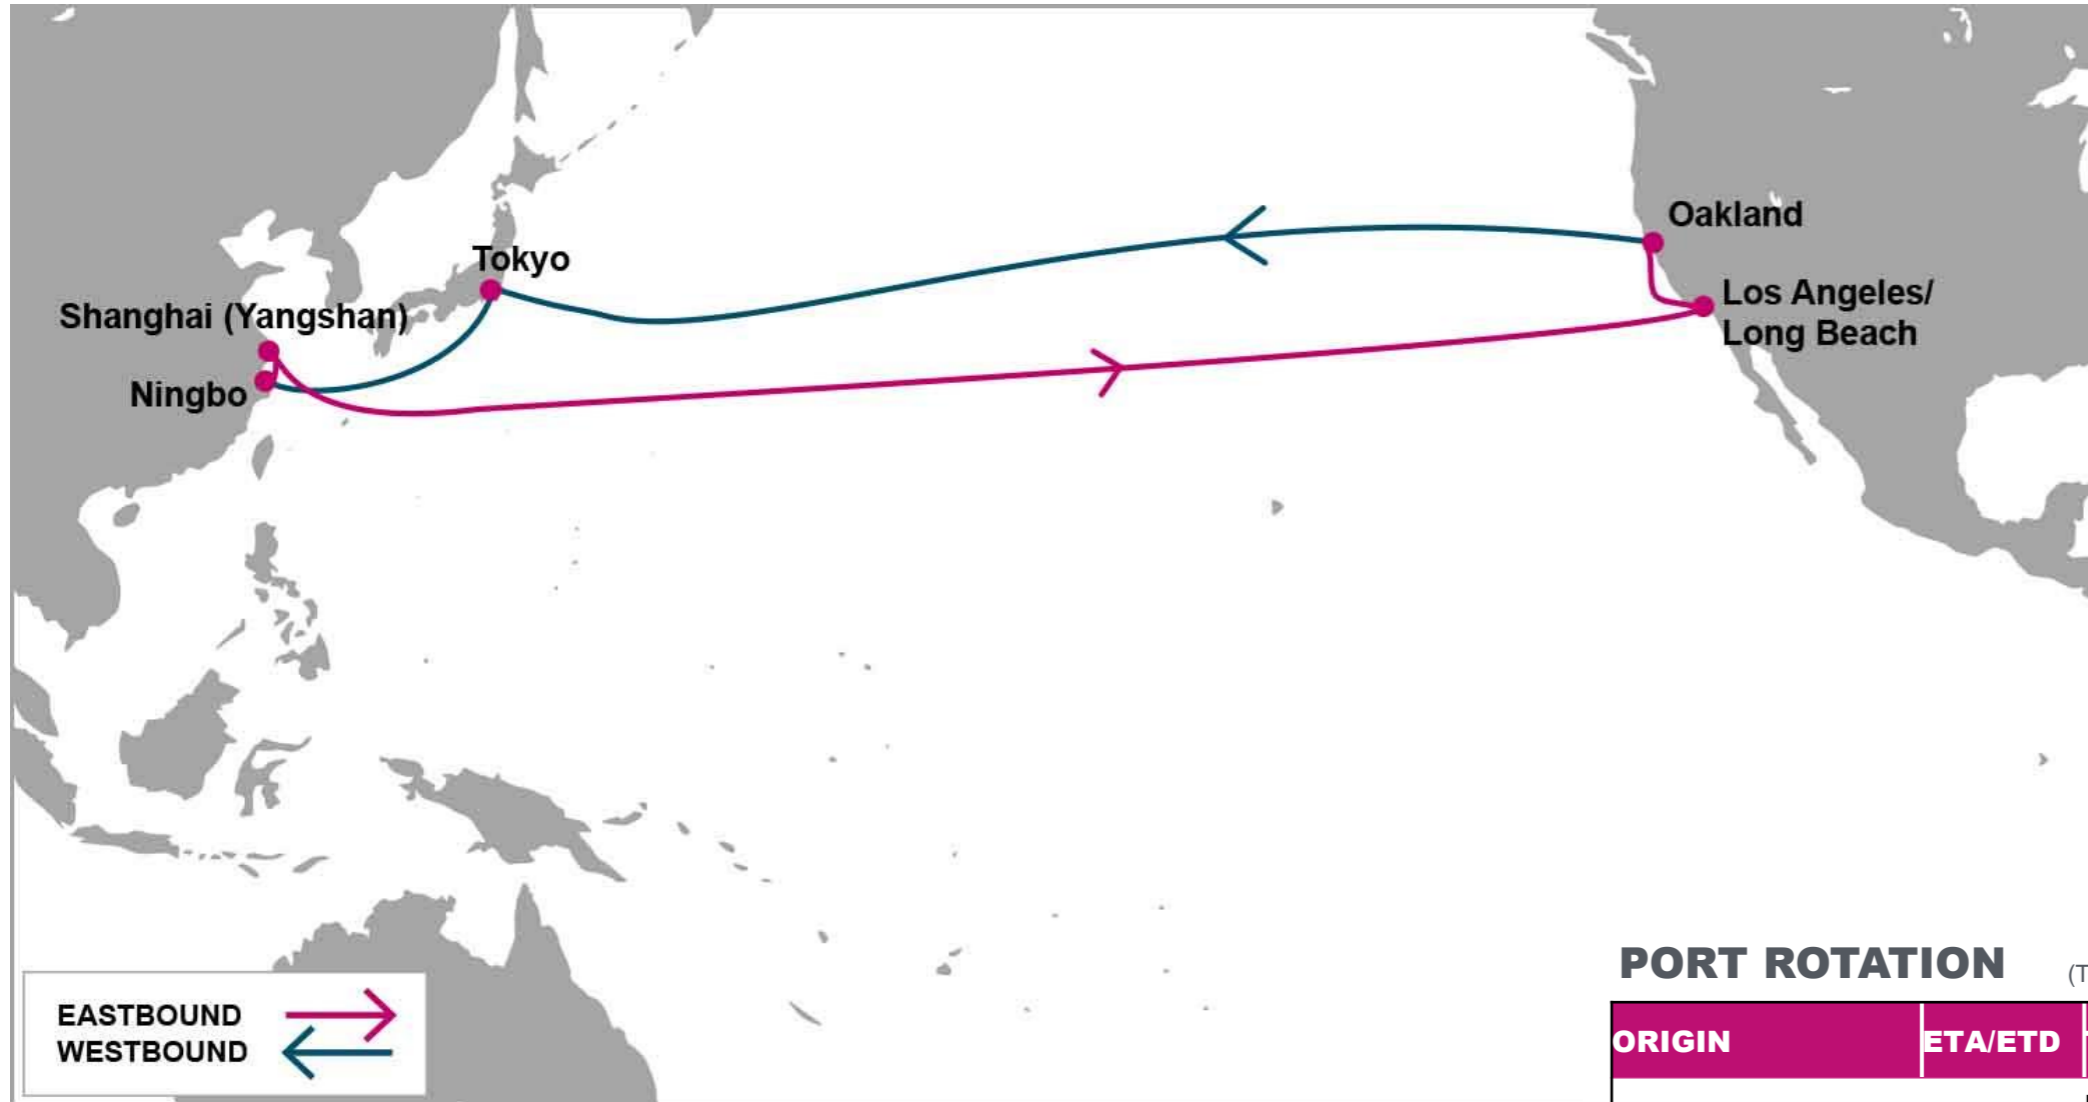 Oakland
Tokyo
Los Angeles/
Long Beach
Shanghai (Yangshan)
Ningbo
PORT ROTATION (T
EASTBOUND
WESTBOUND
ORIGIN ETA/ETD